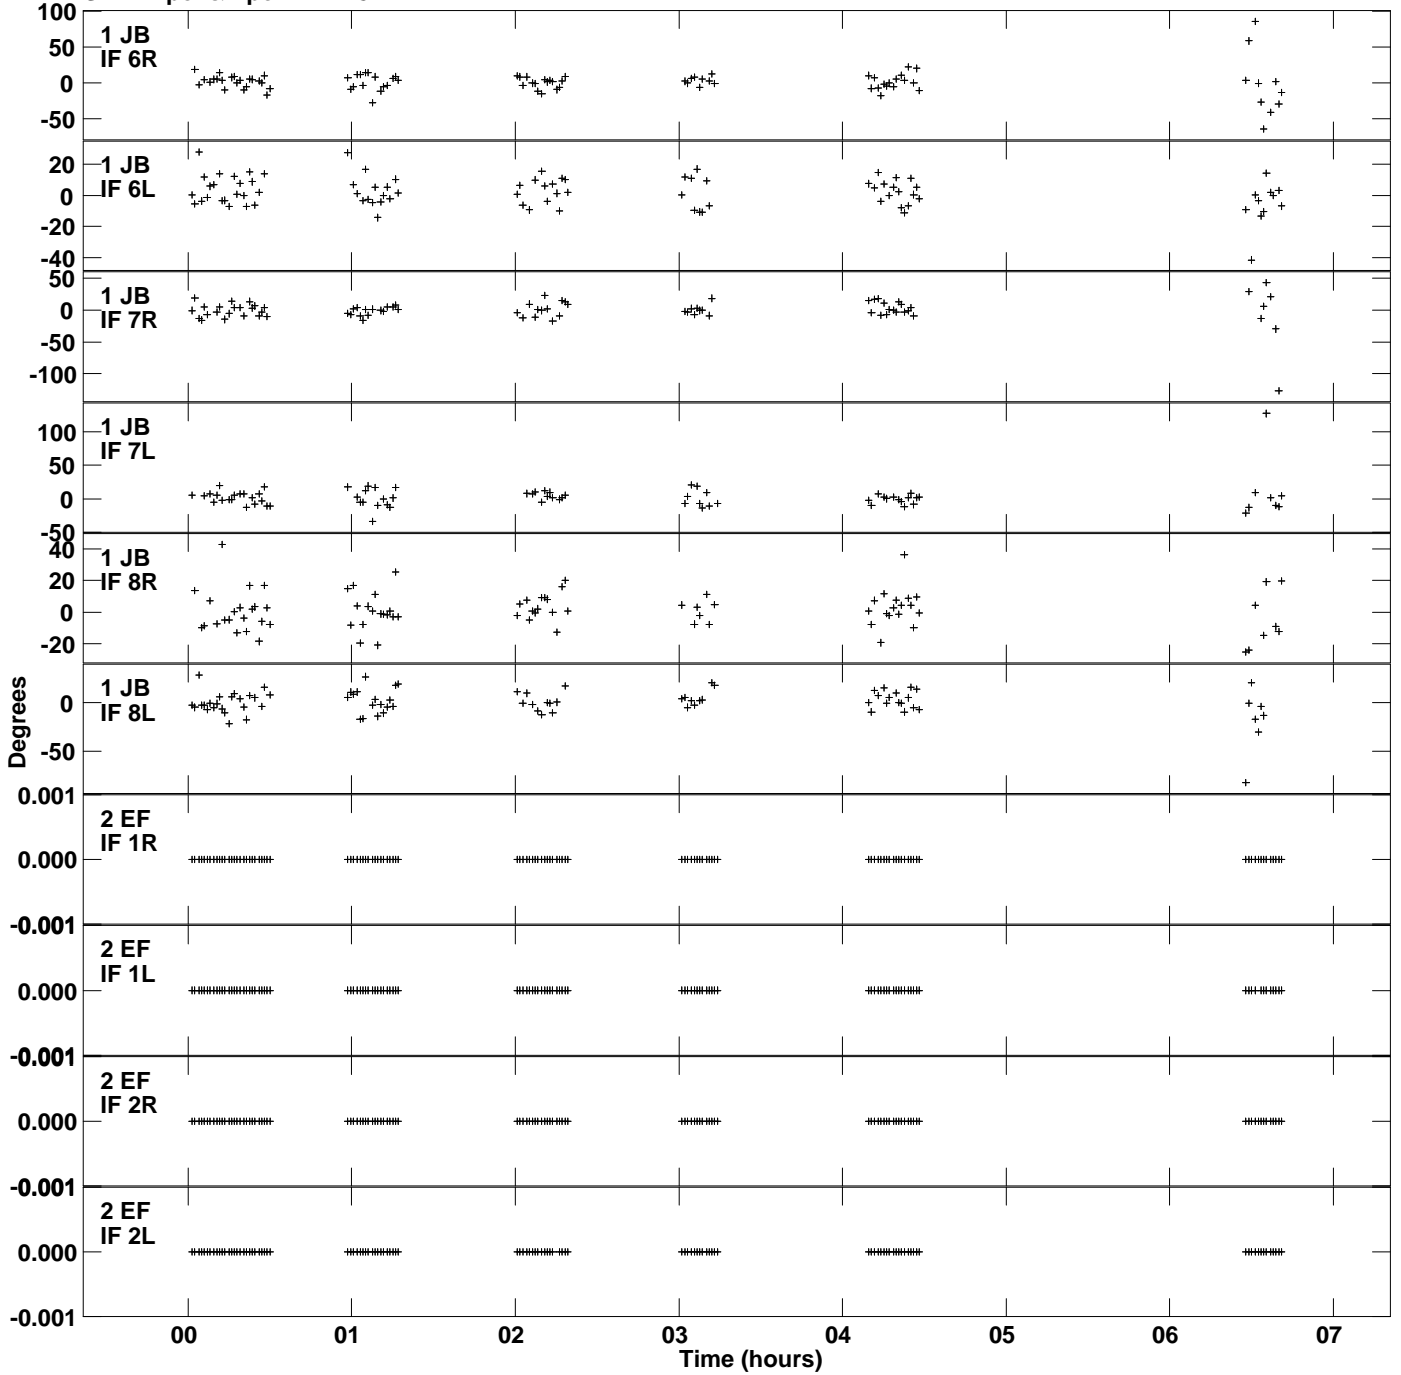 100
1 JB
IF 6R
50
0
-50
1 JB
IF 6L
20
0
-20
-40
50
1 JB
IF 7R
0
-50
-100
1 JB
IF 7L
100
50
0
-50
40
1 JB
IF 8R
20
0
-20
1 JB
IF 8L
0
-50
Degrees
0.001
2 EF
IF 1R
0.000
-0.001
2 EF
IF 1L
0.000
-0.001
2 EF
IF 2R
0.000
-0.001
2 EF
IF 2L
0.000
-0.001
00 01 02 03 04 05 06 07
Time (hours)